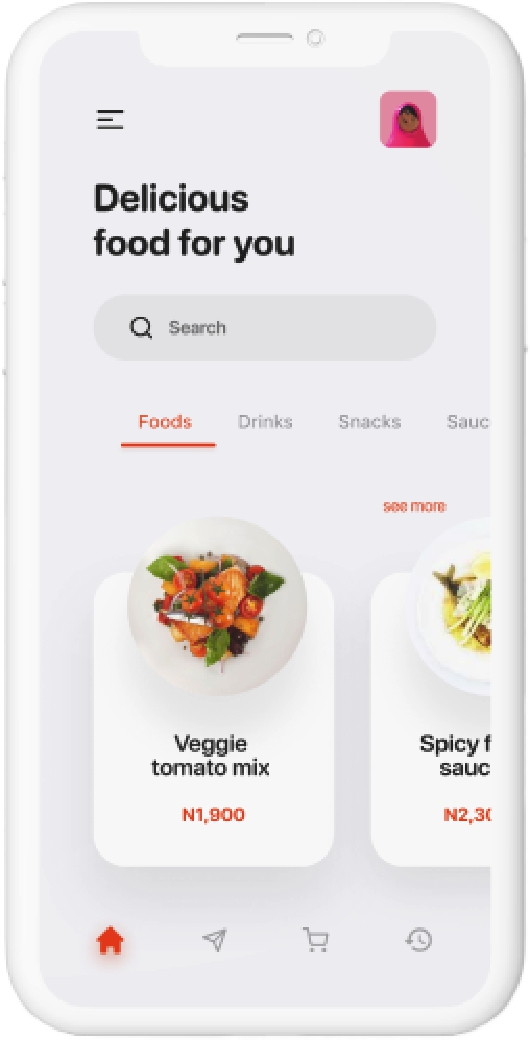 Delicious
food for you
Search
Foods Drinks Snacks Sauc
see more
Veggie
tomato mix
N1,900
Spicy f
sauc
N2,30